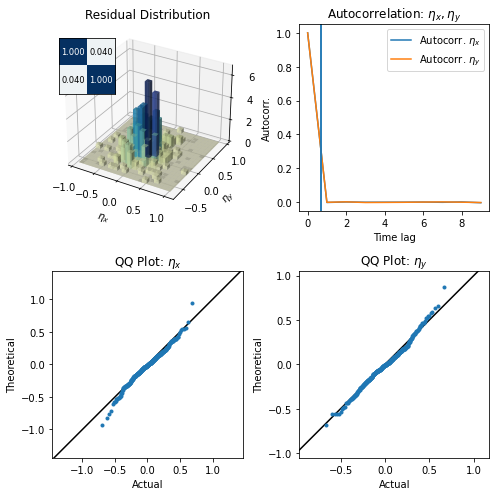 Residual Distribution
1.000 0.040
0.040 1.000
6
4
2
0
−1.0 −0.5 0.0 0.5 1.0
ηx
−0.5 0.0 0.5 1.0
ηy
Autocorrelation: ηx, ηy
Autocorr. ηx
Autocorr. ηy
Autocorr.
1.0
0.8
0.6
0.4
0.2
0.0
0 2 4 6 8
Time lag
QQ Plot: ηx
Theoretical
1.0
0.5
0.0
−0.5
−1.0
−1.0 −0.5 0.0 0.5 1.0
Actual
QQ Plot: ηy
Theoretical
1.0
0.5
0.0
−0.5
−1.0
−0.5 0.0 0.5 1.0
Actual